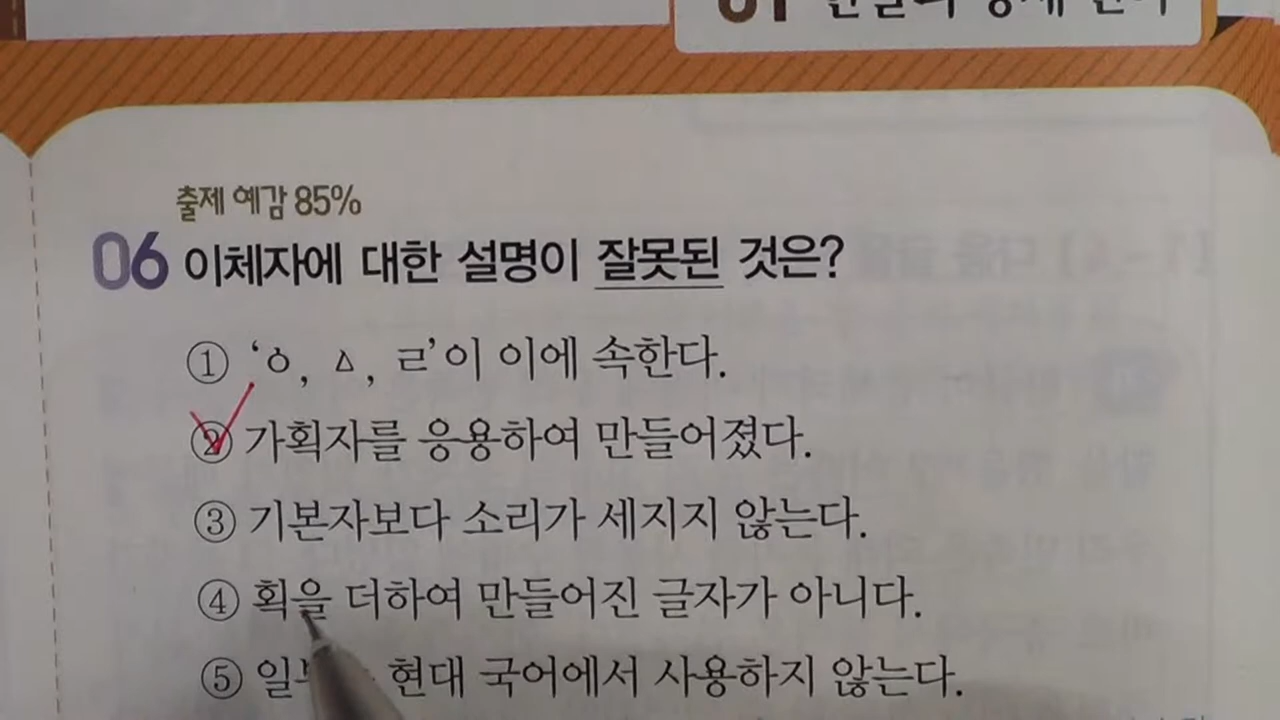 출제 예감 85%
06 이체자에 대한 설명이 잘못된 것은?
① ‘ㆁ, ㅿ, ㄹ’이 이에 속한다.
② 가획자를 응용하여 만들어졌다.
③ 기본자보다 소리가 세지지 않는다.
④ 획을 더하여 만들어진 글자가 아니다.
⑤ 현대 국어에서 사용하지 않는다.